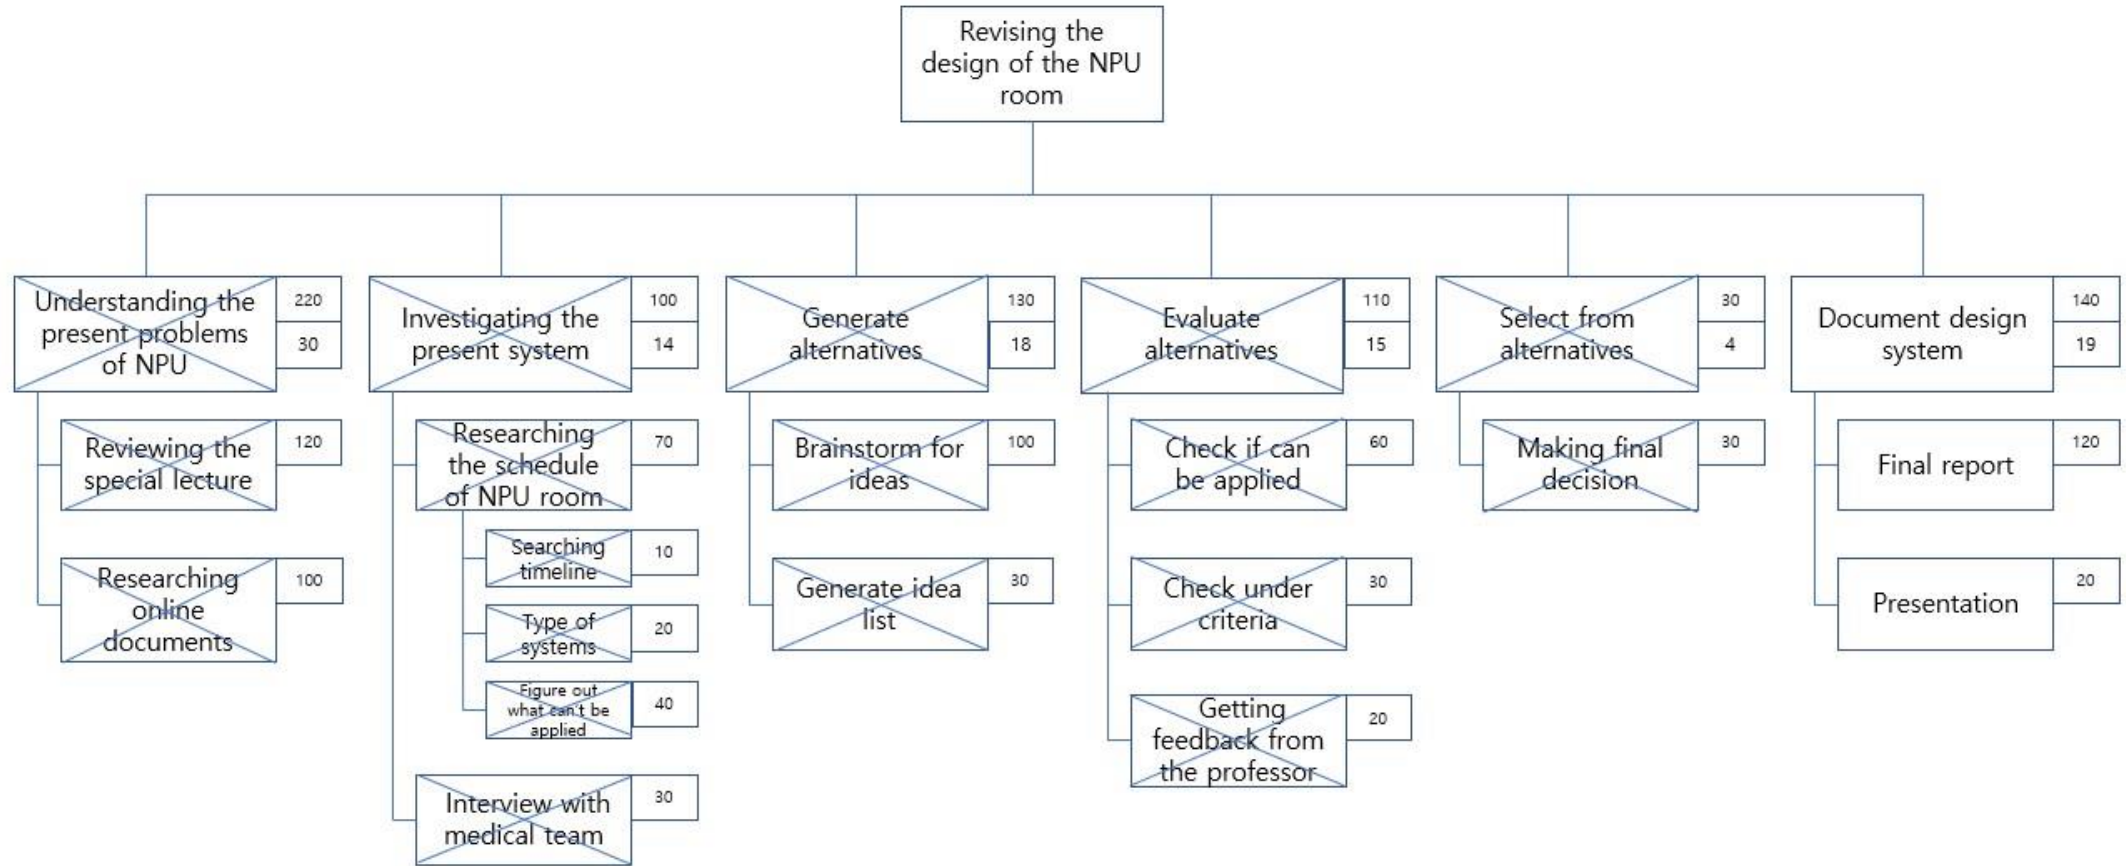 Revising the
design of the NPU
room
Understanding the
present problems
of NPU
220
30
Reviewing the
special lecture
120
Researching
online
documents
100
Investigating the
present system
100
14
Researching
the schedule
of NPU room
70
Searching
timeline
10
Type of
systems
20
Figure out
what can't be
applied
40
Interview with
medical team
30
Generate
alternatives
130
18
Brainstorm for
ideas
100
Generate idea
list
30
Evaluate
alternatives
110
15
Check if can
be applied
60
Check under
criteria
30
Getting
feedback from
the professor
20
Select from
alternatives
30
4
Making final
decision
30
Document design
system
140
19
Final report
120
Presentation
20